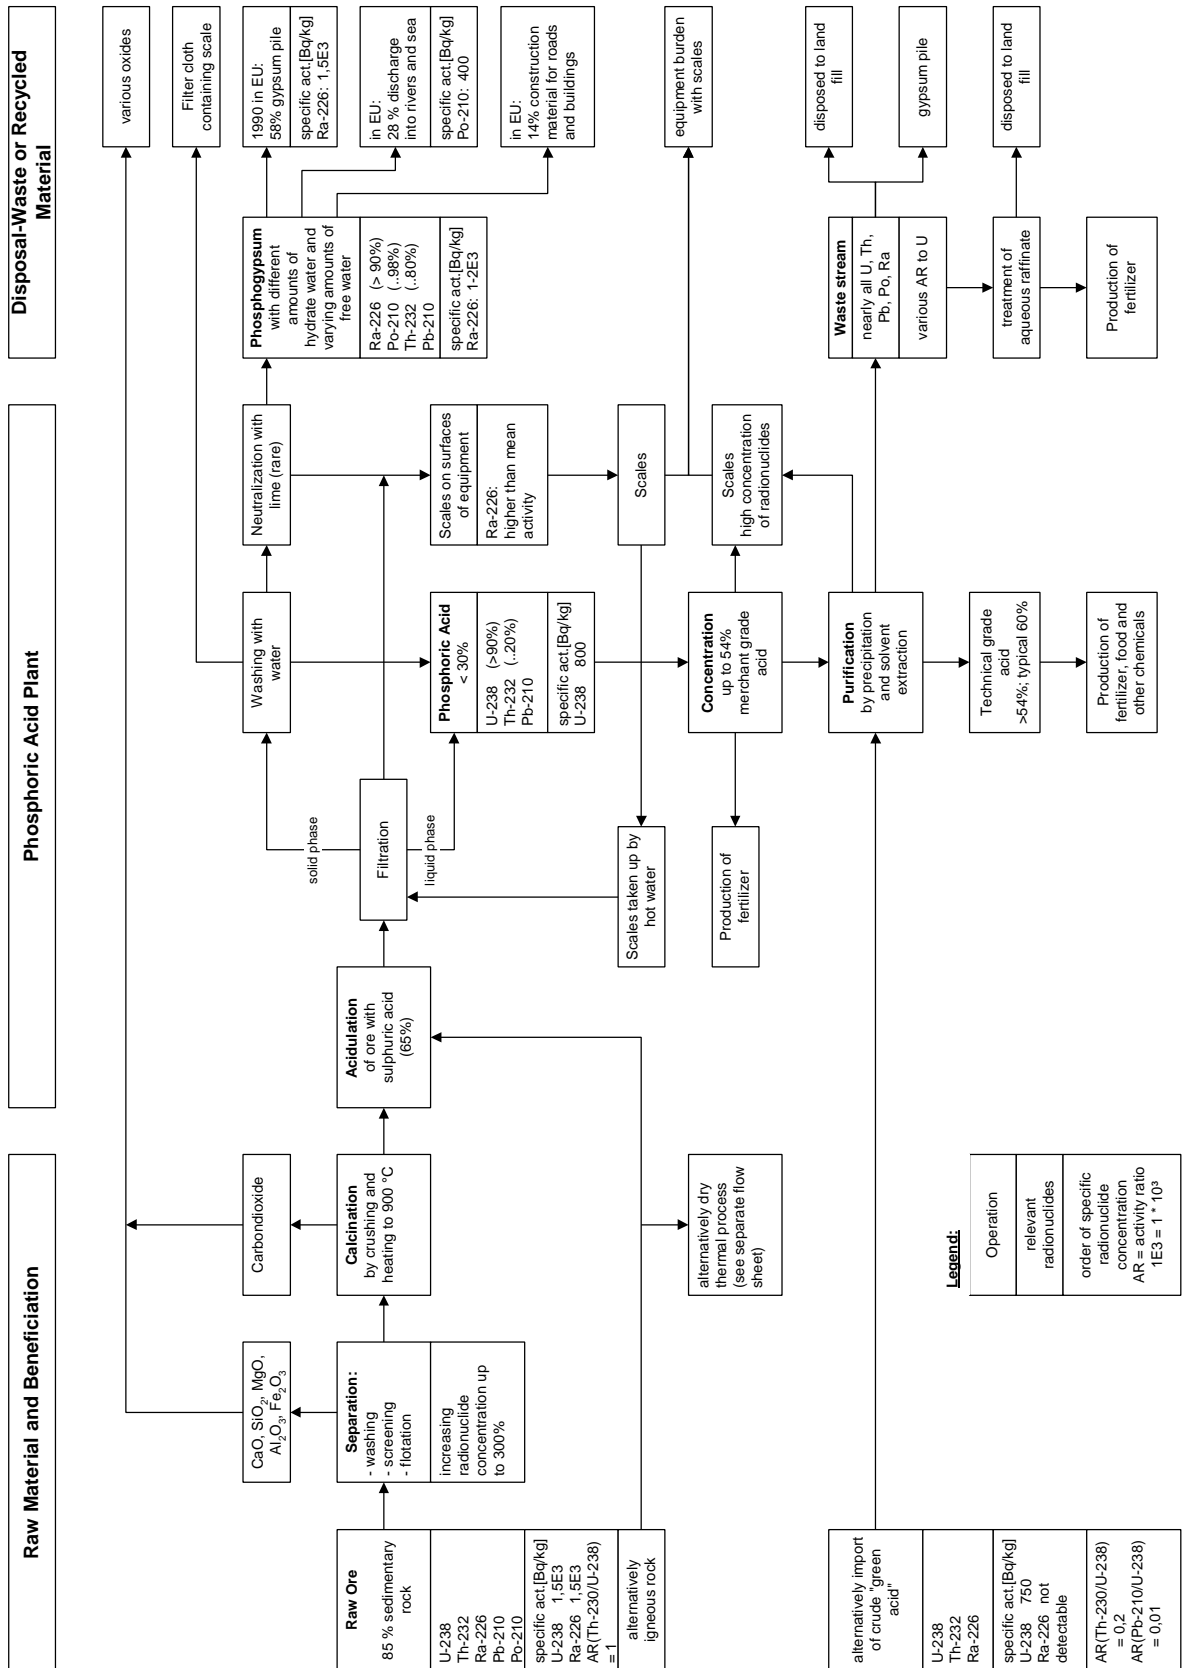 Raw Material and Beneficiation
Phosphoric Acid Plant
Disposal-Waste or Recycled
Material
CaO, SiO₂, MgO,
Al₂O₃, Fe₂O₃
Carbondioxide
various oxides
Filter cloth
containing scale
Raw Ore
85 % sedimentary
rock
U-238
Th-232
Ra-226
Pb-210
Po-210
specific act.[Bq/kg]
U-238 1,5E3
Ra-226 1,5E3
AR(Th-230/U-238)
= 1
alternatively
igneous rock
Separation:
- washing
- screening
- flotation
increasing
radionuclide
concentration up
to 300%
Calcination
by crushing and
heating to 900 °C
Acidulation
of ore with
sulphuric acid
(65%)
Filtration
solid phase
liquid phase
Washing with
water
Neutralization with
lime (rare)
Phosphogypsum
with different
amounts of
hydrate water and
varying amounts of
free water
Ra-226 (> 90%)
Po-210 (..98%)
Th-232 (..80%)
Pb-210
specific act.[Bq/kg]
Ra-226: 1-2E3
1990 in EU:
58% gypsum pile
specific act.[Bq/kg]
Ra-226: 1,5E3
in EU:
28 % discharge
into rivers and sea
specific act.[Bq/kg]
Po-210: 400
in EU:
14% construction
material for roads
and buildings
Phosphoric Acid
< 30%
U-238 (>90%)
Th-232 (..20%)
Pb-210
specific act.[Bq/kg]
U-238 800
Scales on surfaces
of equipment
Ra-226:
higher than mean
activity
Scales taken up by
hot water
Scales
equipment burden
with scales
alternatively dry
thermal process
(see separate flow
sheet)
Production of
fertilizer
Concentration
up to 54%
merchant grade
acid
Scales
high concentration
of radionuclides
alternatively import
of crude "green
acid"
U-238
Th-232
Ra-226
specific act.[Bq/kg]
U-238 750
Ra-226 not
detectable
AR(Th-230/U-238)
= 0,2
AR(Pb-210/U-238)
= 0,01
Purification
by precipitation
and solvent
extraction
Waste stream
nearly all U, Th,
Pb, Po, Ra
various AR to U
disposed to land
fill
gypsum pile
Technical grade
acid
>54%; typical 60%
treatment of
aqueous raffinate
disposed to land
fill
Production of
fertilizer, food and
other chemicals
Production of
fertilizer
Legend:
Operation
relevant
radionuclides
order of specific
radionuclide
concentration
AR = activity ratio
1E3 = 1 * 10³